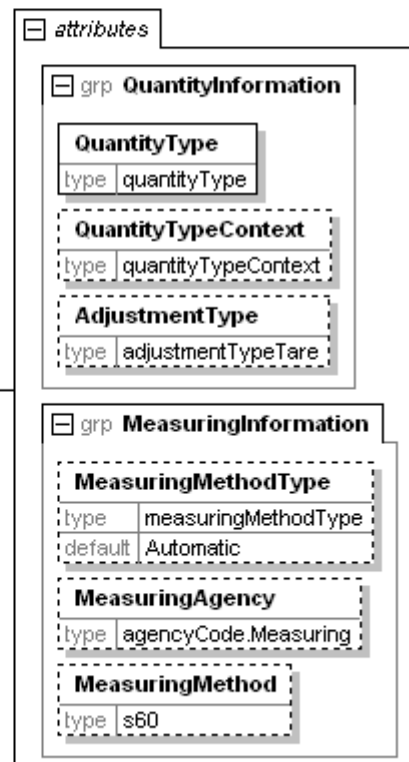 attributes
grp QuantityInformation
QuantityType
type quantityType
QuantityTypeContext
type quantityTypeContext
AdjustmentType
type adjustmentTypeTare
grp MeasuringInformation
MeasuringMethodType
type measuringMethodType
default Automatic
MeasuringAgency
type agencyCode.Measuring
MeasuringMethod
type s60